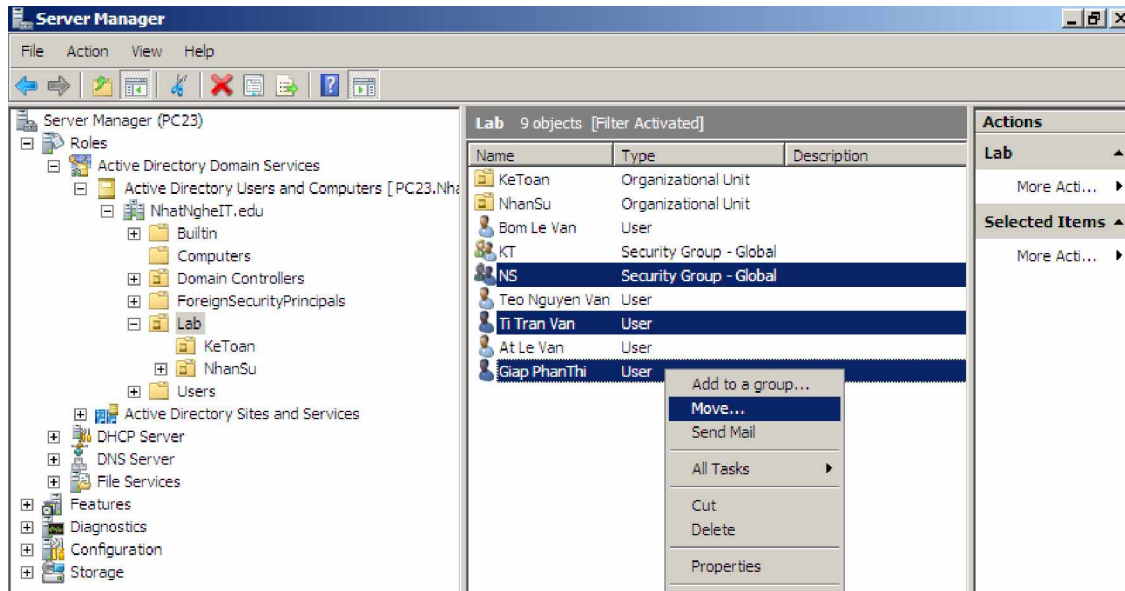 Server Manager
File Action View Help
Server Manager (PC23)
Roles
Active Directory Domain Services
Active Directory Users and Computers [ PC23.Nha
NhatNgheIT.edu
Builtin
Computers
Domain Controllers
ForeignSecurityPrincipals
Lab
KeToan
NhanSu
Users
Active Directory Sites and Services
DHCP Server
DNS Server
File Services
Features
Diagnostics
Configuration
Storage
Lab 9 objects [Filter Activated]
Name Type Description
KeToan Organizational Unit
NhanSu Organizational Unit
Bom Le Van User
KT Security Group - Global
NS Security Group - Global
Teo Nguyen Van User
Ti Tran Van User
At Le Van User
Giap PhanThi User
Add to a group...
Move...
Send Mail
All Tasks
Cut
Delete
Properties
Actions
Lab
More Acti...
Selected Items
More Acti...